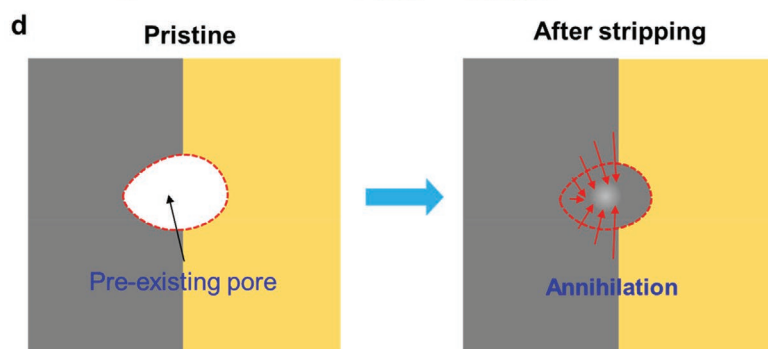 d
Pristine
After stripping
Pre-existing pore
Annihilation